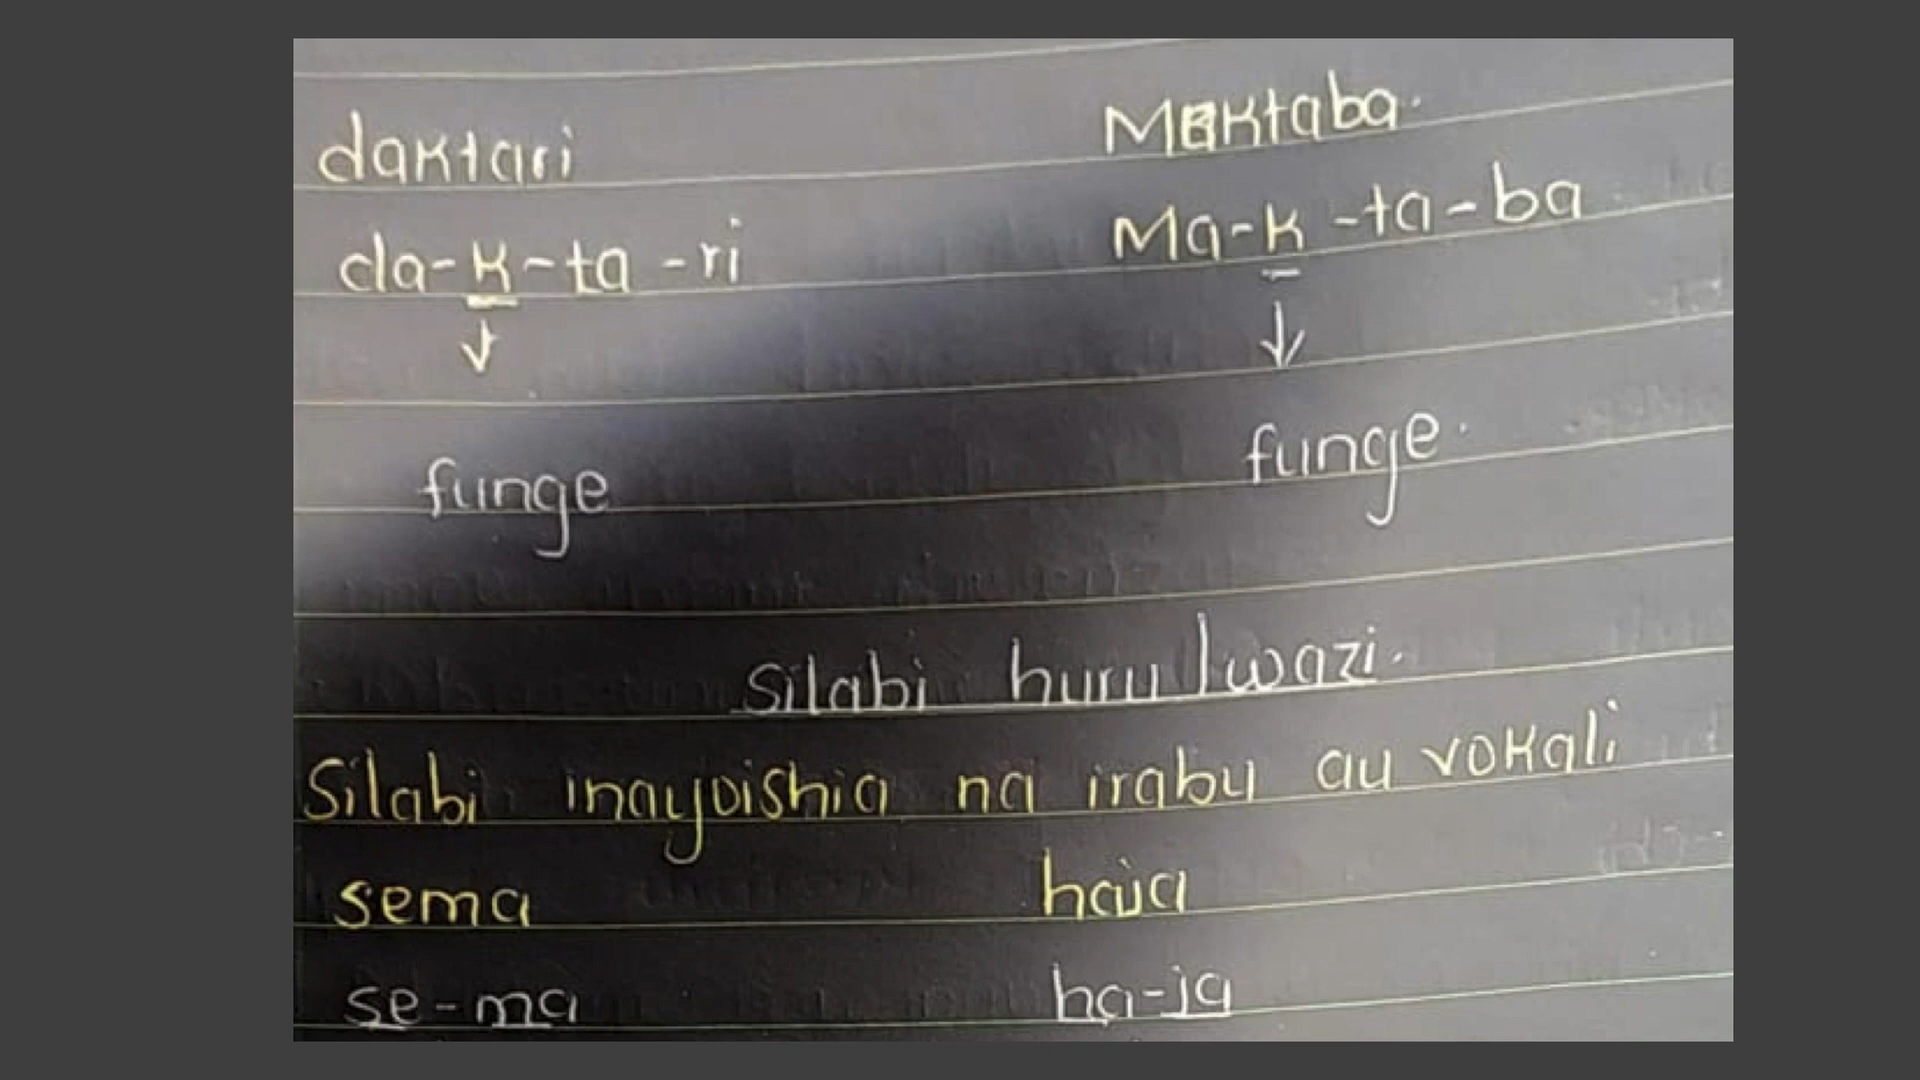 daktari Maktaba.
da-k-ta-ri Ma-k-ta-ba
funge funge.
Silabi huru/wazi.
Silabi inayoishia na irabu au vokali
sema haja
se-ma ha-ja